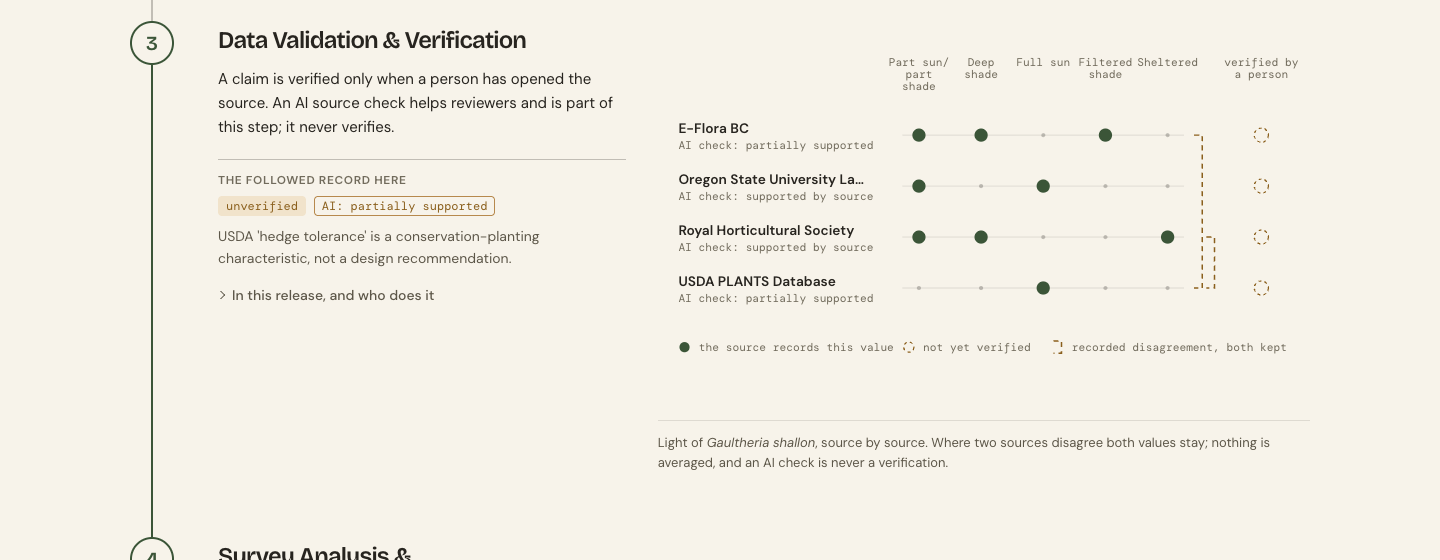 3
Data Validation & Verification
A claim is verified only when a person has opened the
source. An AI source check helps reviewers and is part of
this step; it never verifies.
THE FOLLOWED RECORD HERE
unverified
AI: partially supported
USDA 'hedge tolerance' is a conservation-planting
characteristic, not a design recommendation.
In this release, and who does it
Part sun/
part
shade
Deep
shade
Full sun
Filtered
shade
Sheltered
verified by
a person
E-Flora BC
AI check: partially supported
Oregon State University La…
AI check: supported by source
Royal Horticultural Society
AI check: supported by source
USDA PLANTS Database
AI check: partially supported
the source records this value
not yet verified
recorded disagreement, both kept
Light of Gaultheria shallon, source by source. Where two sources disagree both values stay; nothing is
averaged, and an AI check is never a verification.
4
Survey Analysis &